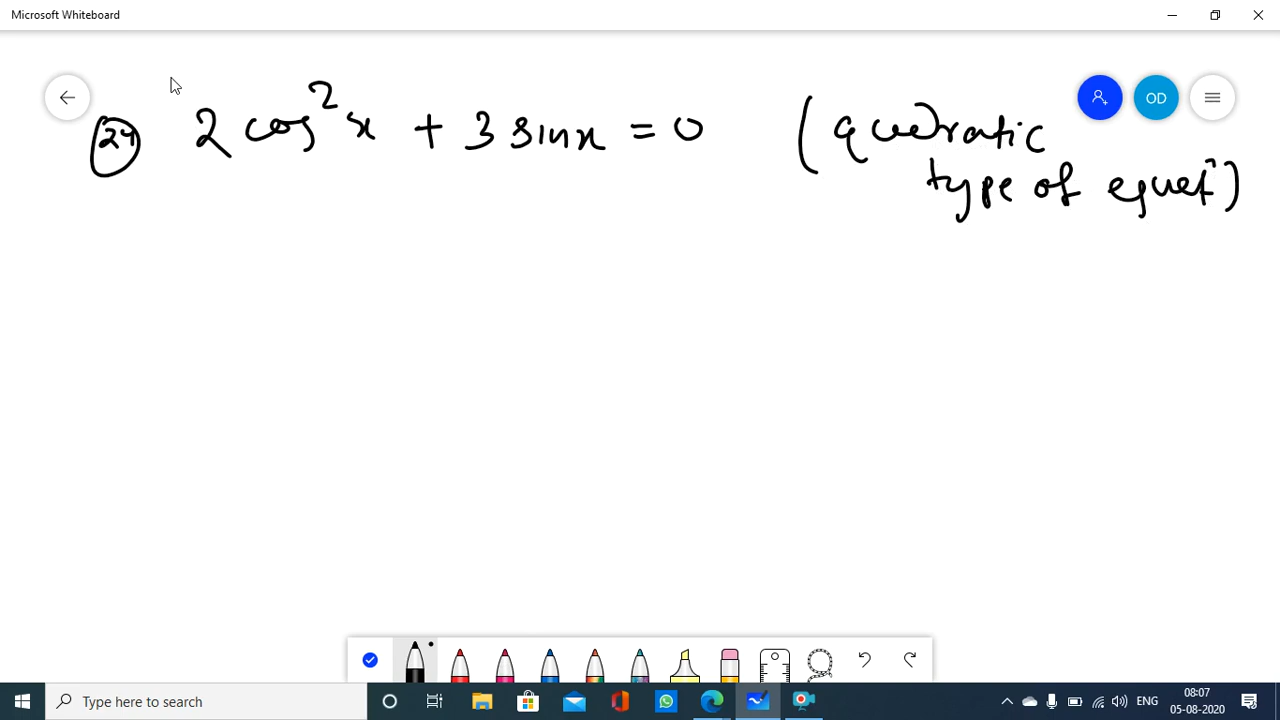 Microsoft Whiteboard
(24) 2 cos²x + 3 sinx = 0 (quadratic
type of equatⁿ)
OD
Type here to search
ENG
08:07
05-08-2020